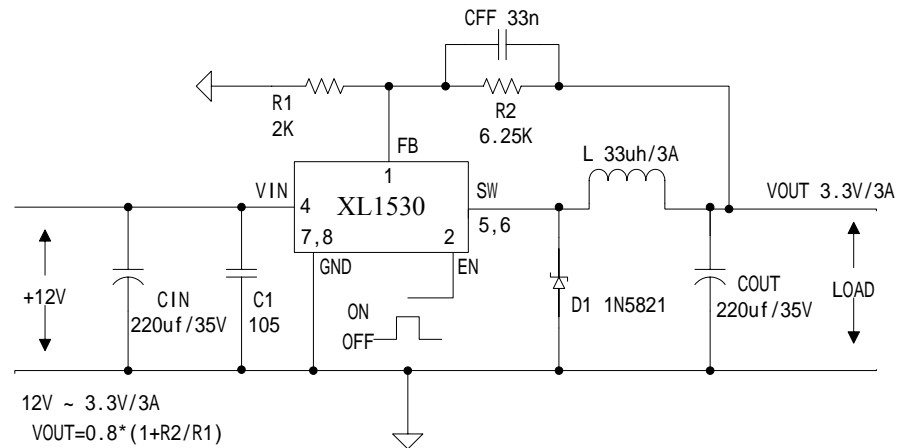 CFF 33n
R1
2K
R2
6.25K
FB
L 33uh/3A
VIN
1
SW
VOUT 3.3V/3A
4
XL1530
5,6
7,8
2
GND
EN
+12V
CIN
220uf/35V
C1
105
ON
OFF
D1 1N5821
COUT
220uf/35V
LOAD
12V ~ 3.3V/3A
VOUT=0.8*(1+R2/R1)